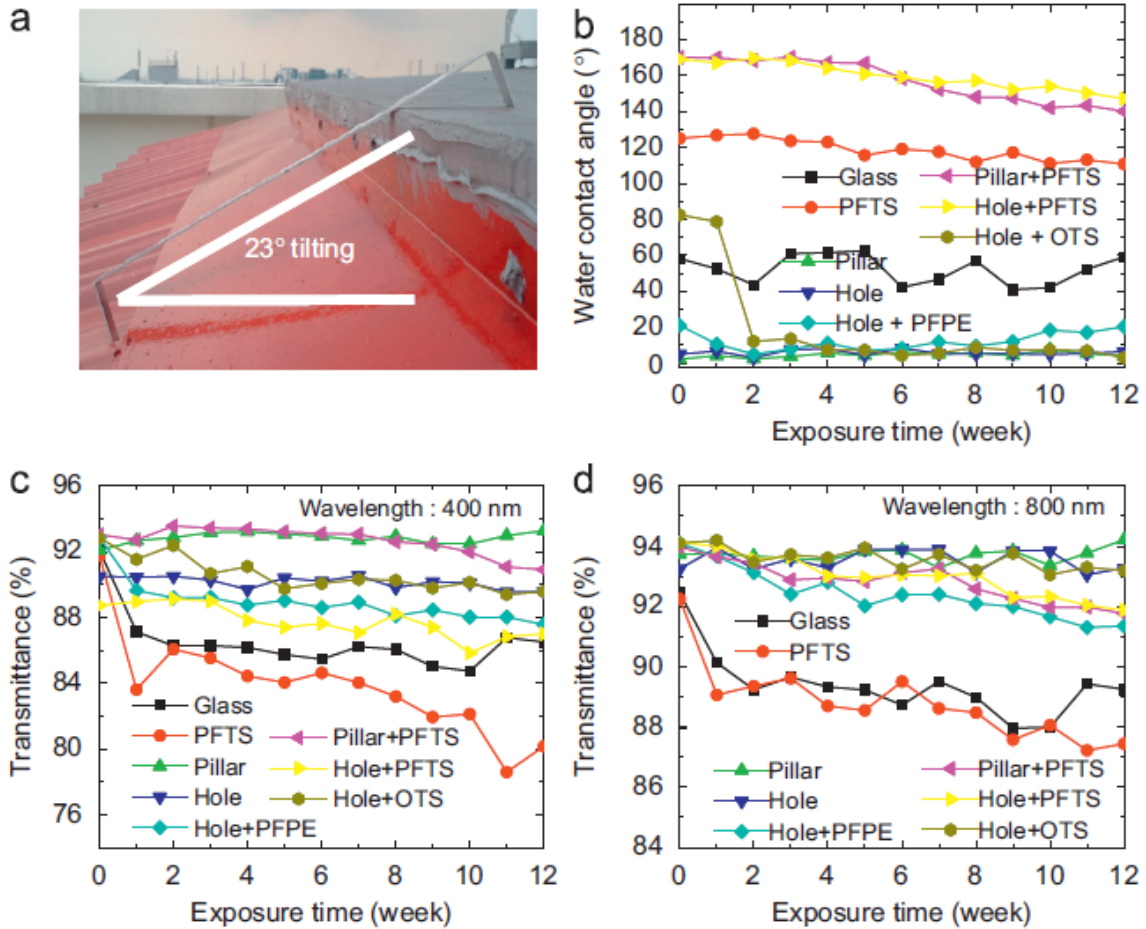 a
23° tilting
b
180
160
140
120
100
80
60
40
20
0
Water contact angle (°)
Glass
PFTS
Pillar+PFTS
Hole+PFTS
Hole + OTS
Pillar
Hole
Hole + PFPE
0 2 4 6 8 10 12
Exposure time (week)
c
96
92
88
84
80
76
Transmittance (%)
Wavelength : 400 nm
Glass
PFTS
Pillar
Hole
Hole+PFPE
Pillar+PFTS
Hole+PFTS
Hole+OTS
0 2 4 6 8 10 12
Exposure time (week)
d
96
94
92
90
88
86
84
Transmittance (%)
Wavelength : 800 nm
Glass
PFTS
Pillar
Hole
Hole+PFPE
Pillar+PFTS
Hole+PFTS
Hole+OTS
0 2 4 6 8 10 12
Exposure time (week)